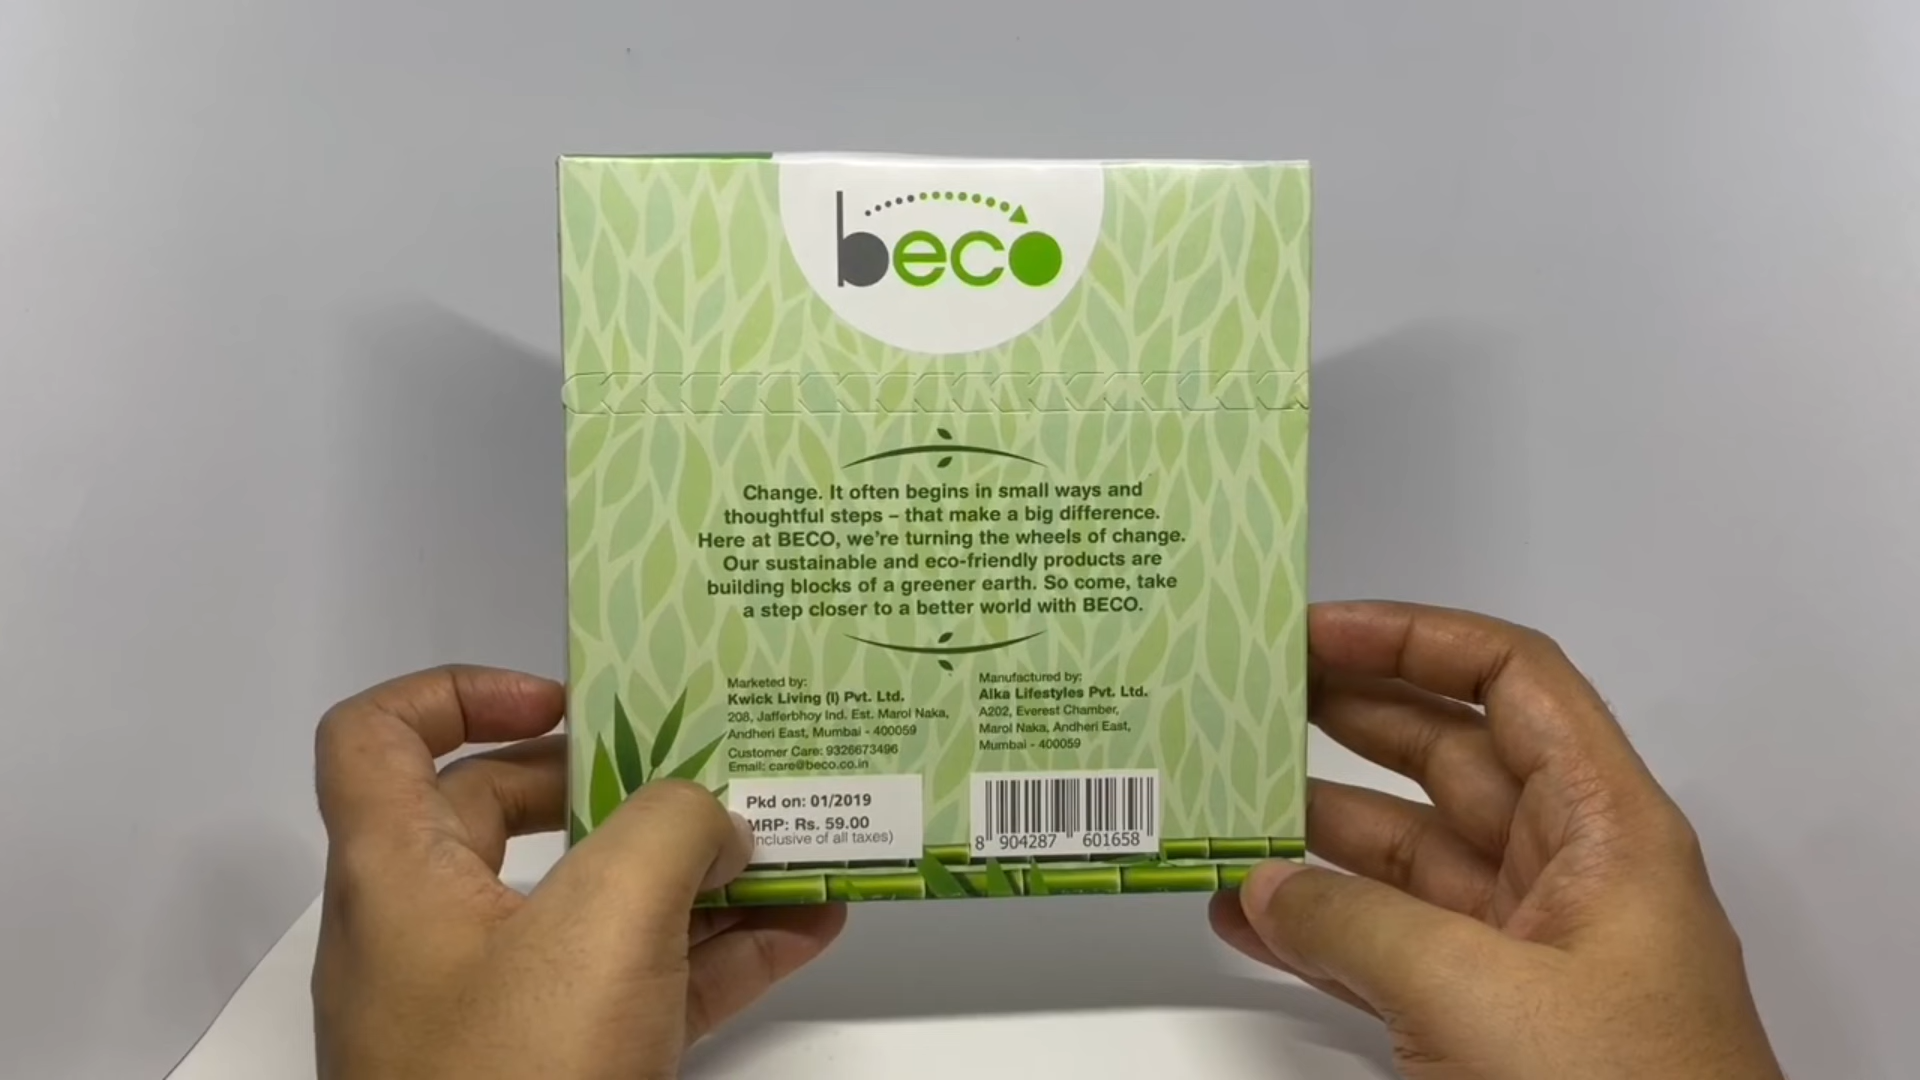 beco
Change. It often begins in small ways and
thoughtful steps – that make a big difference.
Here at BECO, we're turning the wheels of change.
Our sustainable and eco-friendly products are
building blocks of a greener earth. So come, take
a step closer to a better world with BECO.
Marketed by:
Kwick Living (I) Pvt. Ltd.
208, Jafferbhoy Ind. Est. Marol Naka,
Andheri East, Mumbai - 400059
Customer Care: 9326673496
Email: care@beco.co.in
Manufactured by:
Alka Lifestyles Pvt. Ltd.
A202, Everest Chamber,
Marol Naka, Andheri East,
Mumbai - 400059
Pkd on: 01/2019
MRP: Rs. 59.00
nclusive of all taxes)
8 904287 601658